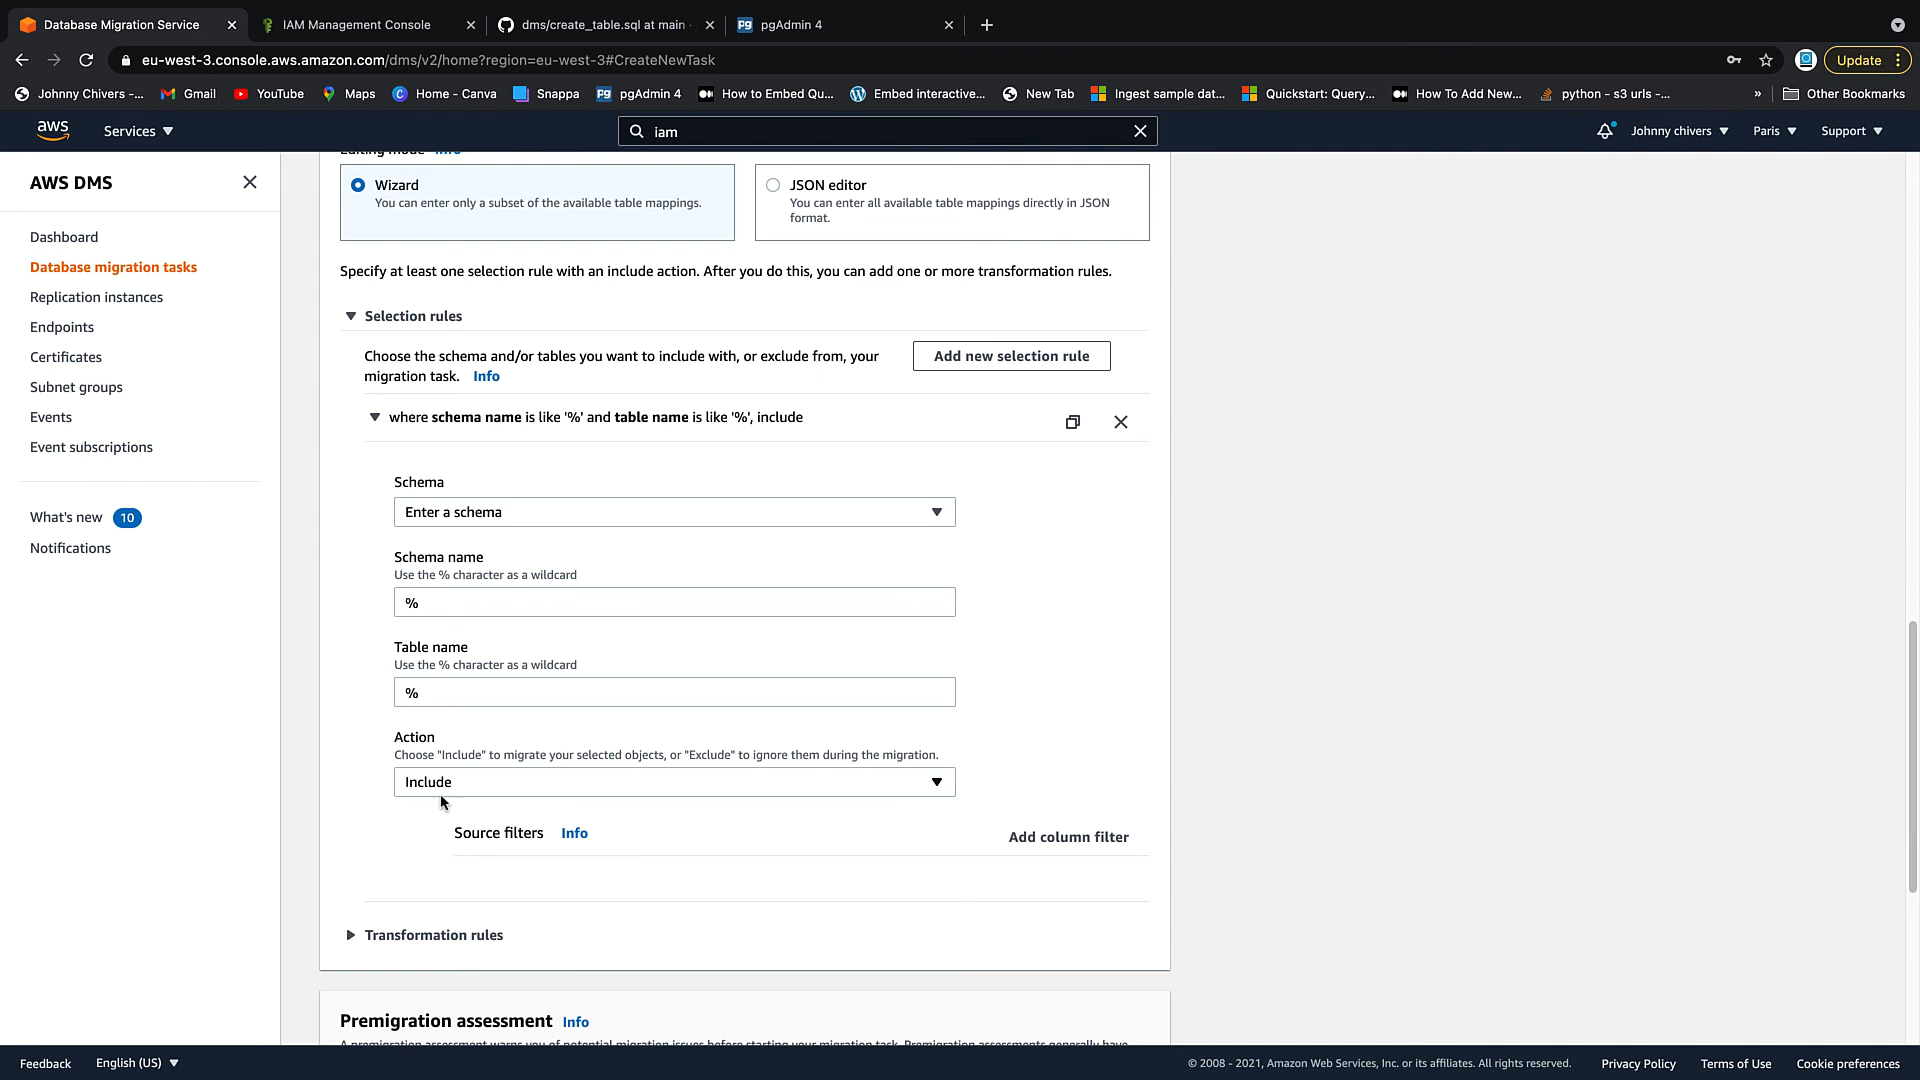 Database Migration Service
IAM Management Console
dms/create_table.sql at main ·
pgAdmin 4
eu-west-3.console.aws.amazon.com/dms/v2/home?region=eu-west-3#CreateNewTask
Update
Johnny Chivers -...
Gmail
YouTube
Maps
Home - Canva
Snappa
pgAdmin 4
How to Embed Qu...
Embed interactive...
New Tab
Ingest sample dat...
Quickstart: Query,...
How To Add New...
python - s3 urls -...
»
Other Bookmarks
aws
Services
iam
Johnny chivers
Paris
Support
AWS DMS
Dashboard
Database migration tasks
Replication instances
Endpoints
Certificates
Subnet groups
Events
Event subscriptions
What's new 10
Notifications
Editing mode Info
Wizard
You can enter only a subset of the available table mappings.
JSON editor
You can enter all available table mappings directly in JSON
format.
Specify at least one selection rule with an include action. After you do this, you can add one or more transformation rules.
Selection rules
Choose the schema and/or tables you want to include with, or exclude from, your
migration task. Info
Add new selection rule
where schema name is like '%' and table name is like '%', include
Schema
Enter a schema
Schema name
Use the % character as a wildcard
%
Table name
Use the % character as a wildcard
%
Action
Choose "Include" to migrate your selected objects, or "Exclude" to ignore them during the migration.
Include
Source filters Info
Add column filter
Transformation rules
Premigration assessment Info
A premigration assessment warns you of potential migration issues before starting your migration task. Premigration assessments generally have
Feedback
English (US)
© 2008 - 2021, Amazon Web Services, Inc. or its affiliates. All rights reserved.
Privacy Policy
Terms of Use
Cookie preferences